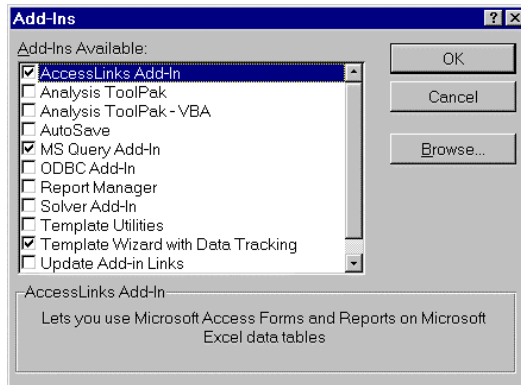 Add-Ins
Add-Ins Available:
AccessLinks Add-In
Analysis ToolPak
Analysis ToolPak - VBA
AutoSave
MS Query Add-In
ODBC Add-In
Report Manager
Solver Add-In
Template Utilities
Template Wizard with Data Tracking
Update Add-in Links
OK
Cancel
Browse...
AccessLinks Add-In
Lets you use Microsoft Access Forms and Reports on Microsoft
Excel data tables